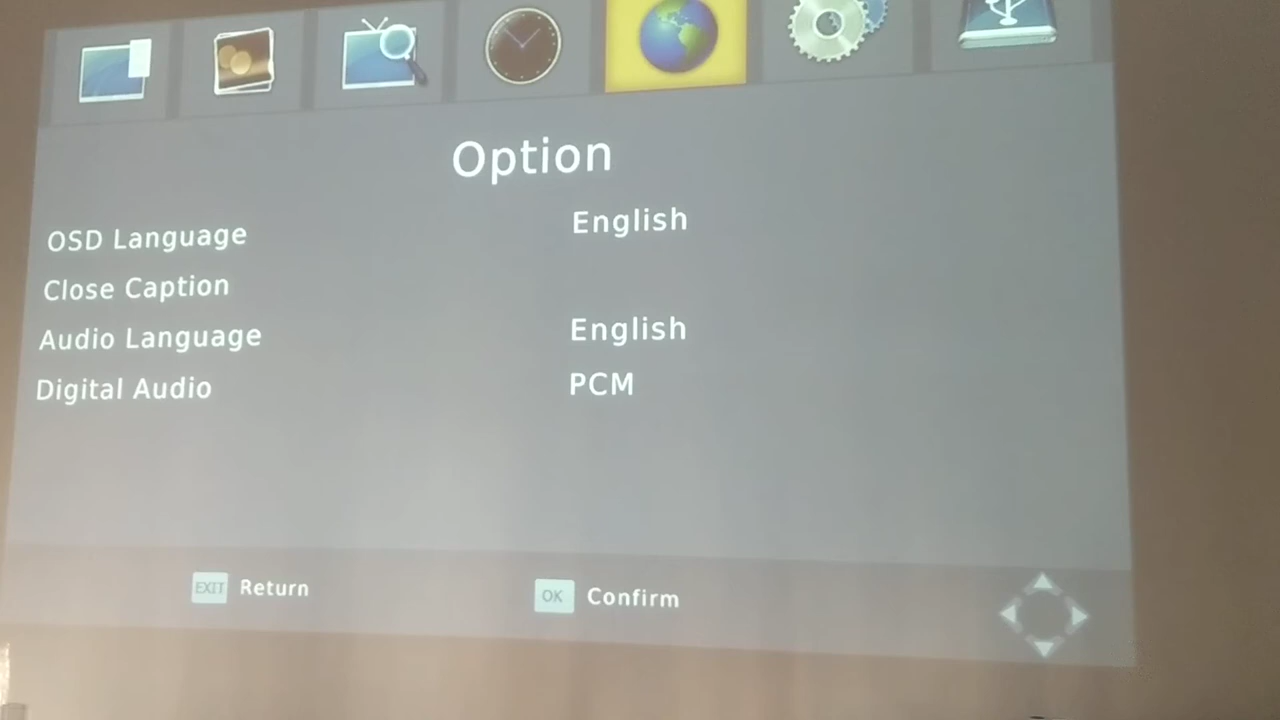 Option
OSD Language English
Close Caption
Audio Language English
Digital Audio PCM
EXIT Return OK Confirm